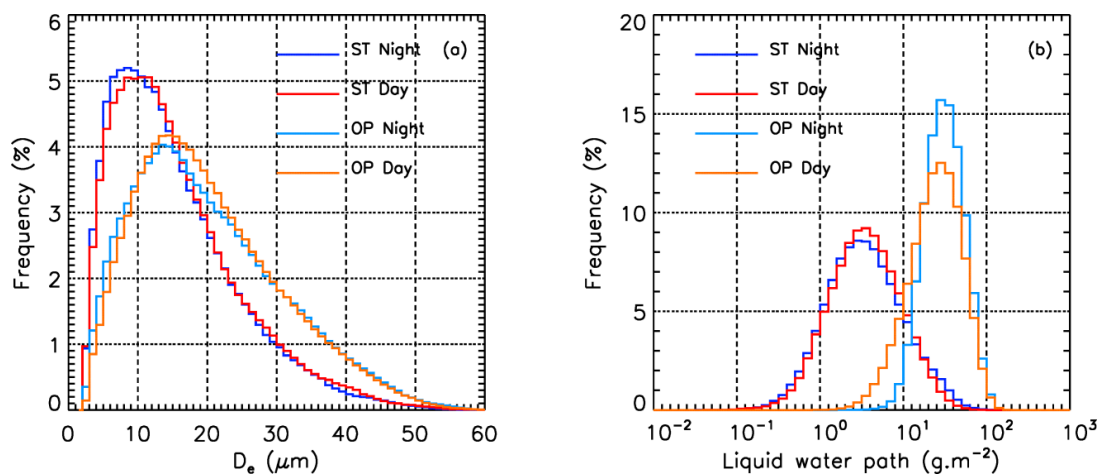 6
5
4
3
2
1
0
Frequency (%)
ST Night (a)
ST Day
OP Night
OP Day
0 10 20 30 40 50 60
Dₑ (μm)
20
15
10
5
0
Frequency (%)
ST Night (b)
ST Day
OP Night
OP Day
10⁻² 10⁻¹ 10⁰ 10¹ 10² 10³
Liquid water path (g.m⁻²)